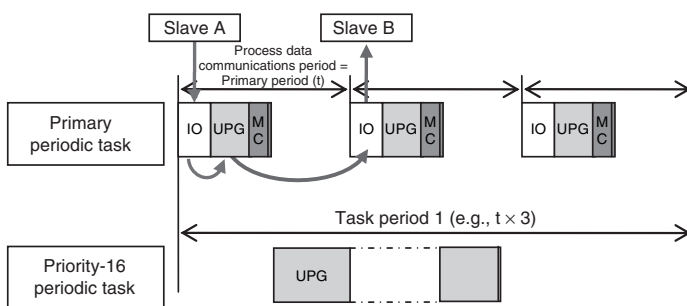 Slave A
Slave B
Process data
communications period =
Primary period (t)
Primary
periodic task
IO
UPG
M
C
IO
UPG
M
C
IO
UPG
M
C
Task period 1 (e.g., t × 3)
Priority-16
periodic task
UPG